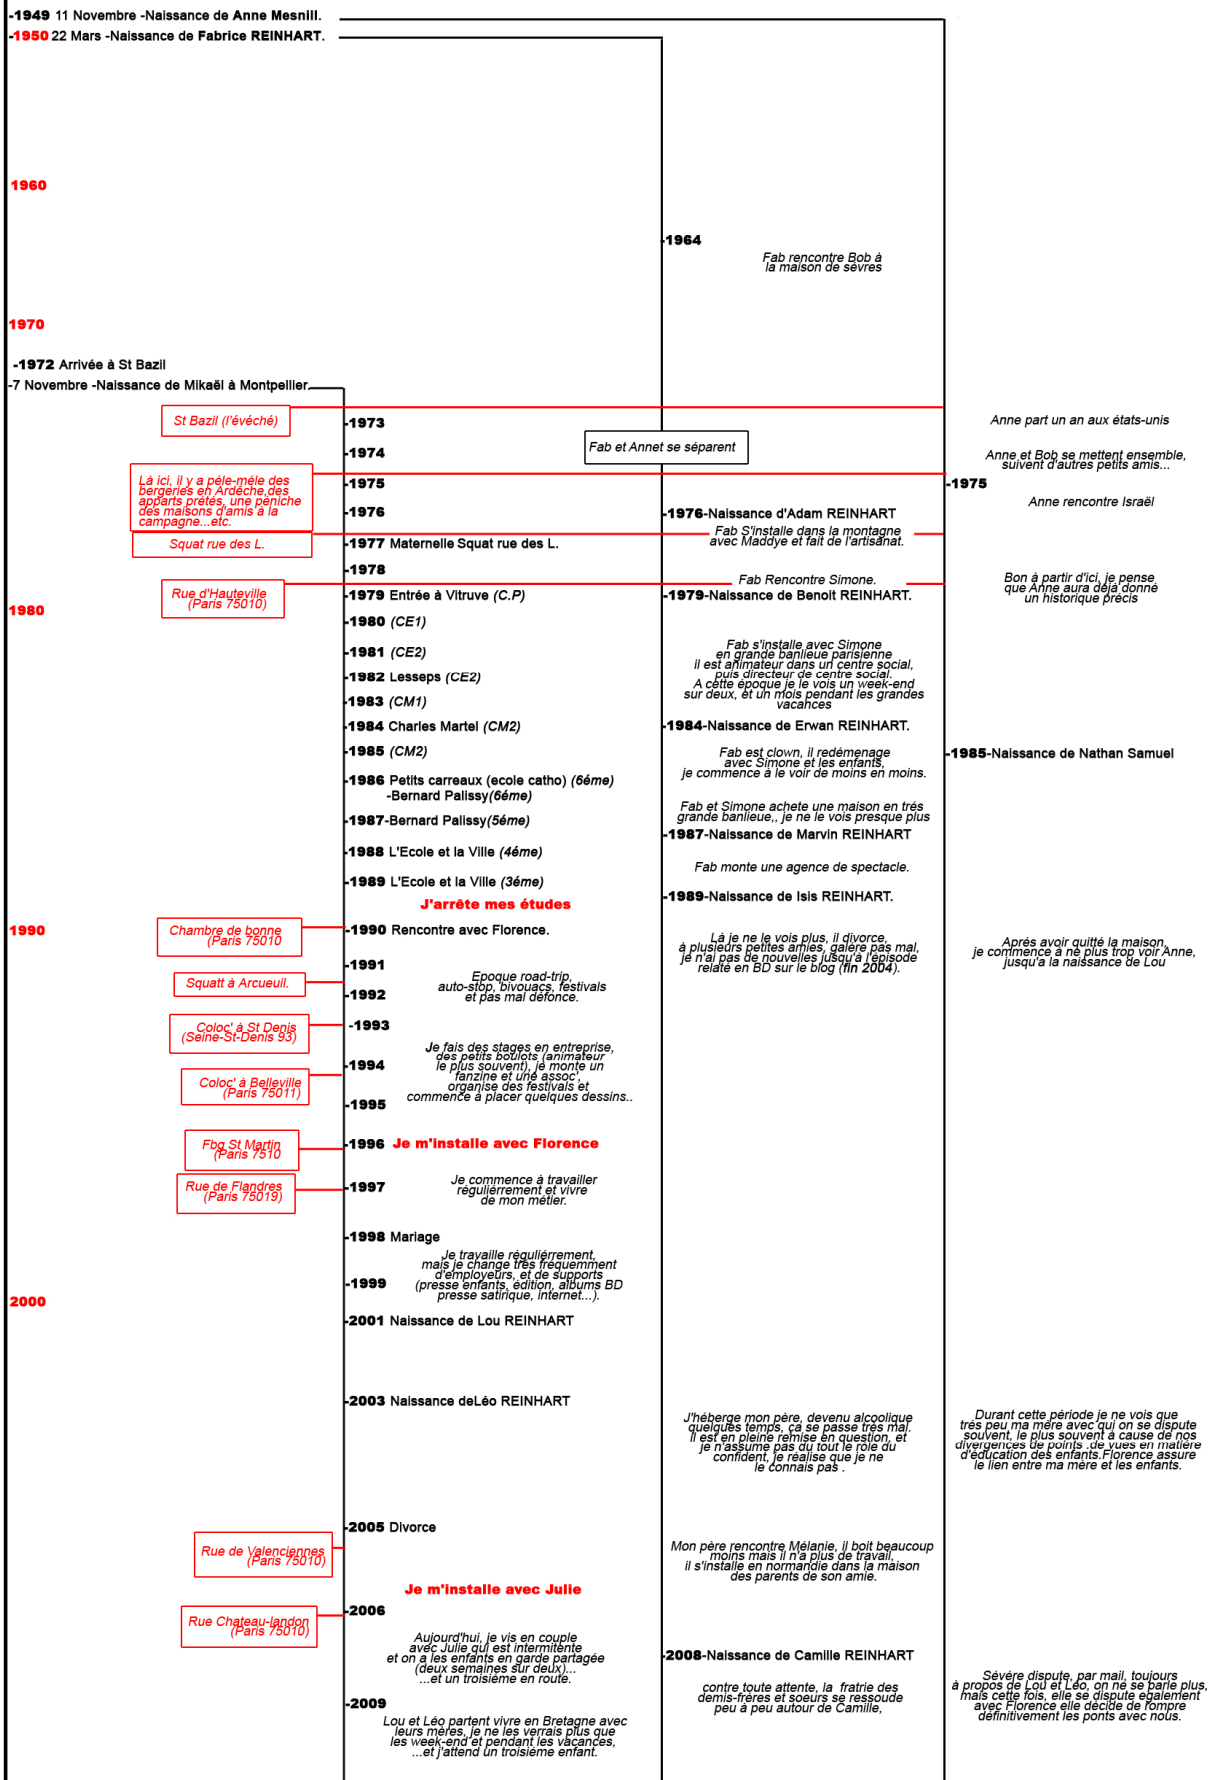 -1949 11 Novembre -Naissance de Anne Mesnill.
-1950 22 Mars -Naissance de Fabrice REINHART.
1960
-1964
Fab rencontre Bob à
la maison de sèvres
1970
-1972 Arrivée à St Bazil
-7 Novembre -Naissance de Mikaël à Montpellier
St Bazil (l'évéché)
-1973
Anne part un an aux états-unis
Fab et Annet se séparent
-1974
Anne et Bob se mettent ensemble,
suivent d'autres petits amis...
Là ici, il y a péle-méle des
bergeries en Ardèche,des
apparts prétés, une péniche
des maisons d'amis à la
campagne...etc.
-1975
-1975
Anne rencontre Israël
-1976
-1976-Naissance d'Adam REINHART
Squat rue des L.
Fab S'installe dans la montagne
avec Maddye et fait de l'artisanat.
-1977 Maternelle Squat rue des L.
-1978
Rue d'Hauteville
(Paris 75010)
Fab Rencontre Simone.
Bon à partir d'ici, je pense
que Anne aura déjà donné
un historique précis
-1979 Entrée à Vitruve (C.P)
-1979-Naissance de Benoit REINHART.
1980
-1980 (CE1)
-1981 (CE2)
Fab s'installe avec Simone
en grande banlieue parisienne
il est animateur dans un centre social,
puis directeur de centre social.
A cette époque je le vois un week-end
sur deux, et un mois pendant les grandes
vacances
-1982 Lesseps (CE2)
-1983 (CM1)
-1984 Charles Martel (CM2)
-1984-Naissance de Erwan REINHART.
-1985 (CM2)
Fab est clown, il redémenage
avec Simone et les enfants,
je commence à le voir de moins en moins.
-1985-Naissance de Nathan Samuel
-1986 Petits carreaux (ecole catho) (6éme)
-Bernard Palissy(6éme)
Fab et Simone achete une maison en trés
grande banlieue,, je ne le vois presque plus
-1987-Bernard Palissy(5éme)
-1987-Naissance de Marvin REINHART
-1988 L'Ecole et la Ville (4éme)
Fab monte une agence de spectacle.
-1989 L'Ecole et la Ville (3éme)
-1989-Naissance de Isis REINHART.
J'arrête mes études
1990
Chambre de bonne
(Paris 75010
-1990 Rencontre avec Florence.
Là je ne le vois plus, il divorce,
à plusieurs petites amies, galère pas mal,
je n'ai pas de nouvelles jusqu'à l'épisode
relaté en BD sur le blog (fin 2004).
Aprés avoir quitté la maison,
je commence à ne plus trop voir Anne,
jusqu'a la naissance de Lou
-1991
Squatt à Arcueuil.
Epoque road-trip,
auto-stop, bivouacs, festivals
et pas mal défonce.
-1992
Coloc' à St Denis
(Seine-St-Denis 93)
-1993
Je fais des stages en entreprise,
des petits boulots (animateur
le plus souvent), je monte un
fanzine et une assoc',
organise des festivals et
commence à placer quelques dessins..
-1994
Coloc' à Belleville
(Paris 75011)
-1995
Fbg St Martin
(Paris 7510
-1996 Je m'installe avec Florence
Rue de Flandres
(Paris 75019)
-1997
Je commence à travailler
réguliérrement et vivre
de mon métier.
-1998 Mariage
Je travaille réguliérrement,
mais je change très fréquemment
d'employeurs, et de supports
(presse enfants, édition, albums BD
presse satirique, internet...).
-1999
2000
-2001 Naissance de Lou REINHART
-2003 Naissance deLéo REINHART
J'héberge mon père, devenu alcoolique
quelques temps, ça se passe très mal.
Il est en pleine remise en question, et
je n'assume pas du tout le rôle du
confident, je réalise que je ne
le connais pas .
Durant cette période je ne vois que
trés peu ma mére avec qui on se dispute
souvent, le plus souvent à cause de nos
divergences de points .de vues en matière
d'éducation des enfants.Florence assure
le lien entre ma mère et les enfants.
-2005 Divorce
Rue de Valenciennes
(Paris 75010)
Mon père rencontre Mélanie, il boit beaucoup
moins mais il n'a plus de travail,
il s'installe en normandie dans la maison
des parents de son amie.
Je m'installe avec Julie
-2006
Rue Chateau-landon
(Paris 75010)
Aujourd'hui, je vis en couple
avec Julie qui est intermitente
et on a les enfants en garde partagée
(deux semaines sur deux)...
...et un troisiéme en route.
-2008-Naissance de Camille REINHART
contre toute attente, la fratrie des
demis-frères et soeurs se ressoude
peu à peu autour de Camille,
Sévére dispute, par mail, toujours
à propos de Lou et Léo, on ne se parle plus,
mais cette fois, elle se dispute egalement
avec Florence elle décide de rompre
définitivement les ponts avec nous.
-2009
Lou et Léo partent vivre en Bretagne avec
leurs mères, je ne les verrais plus que
les week-end et pendant les vacances,
...et j'attend un troisiéme enfant.